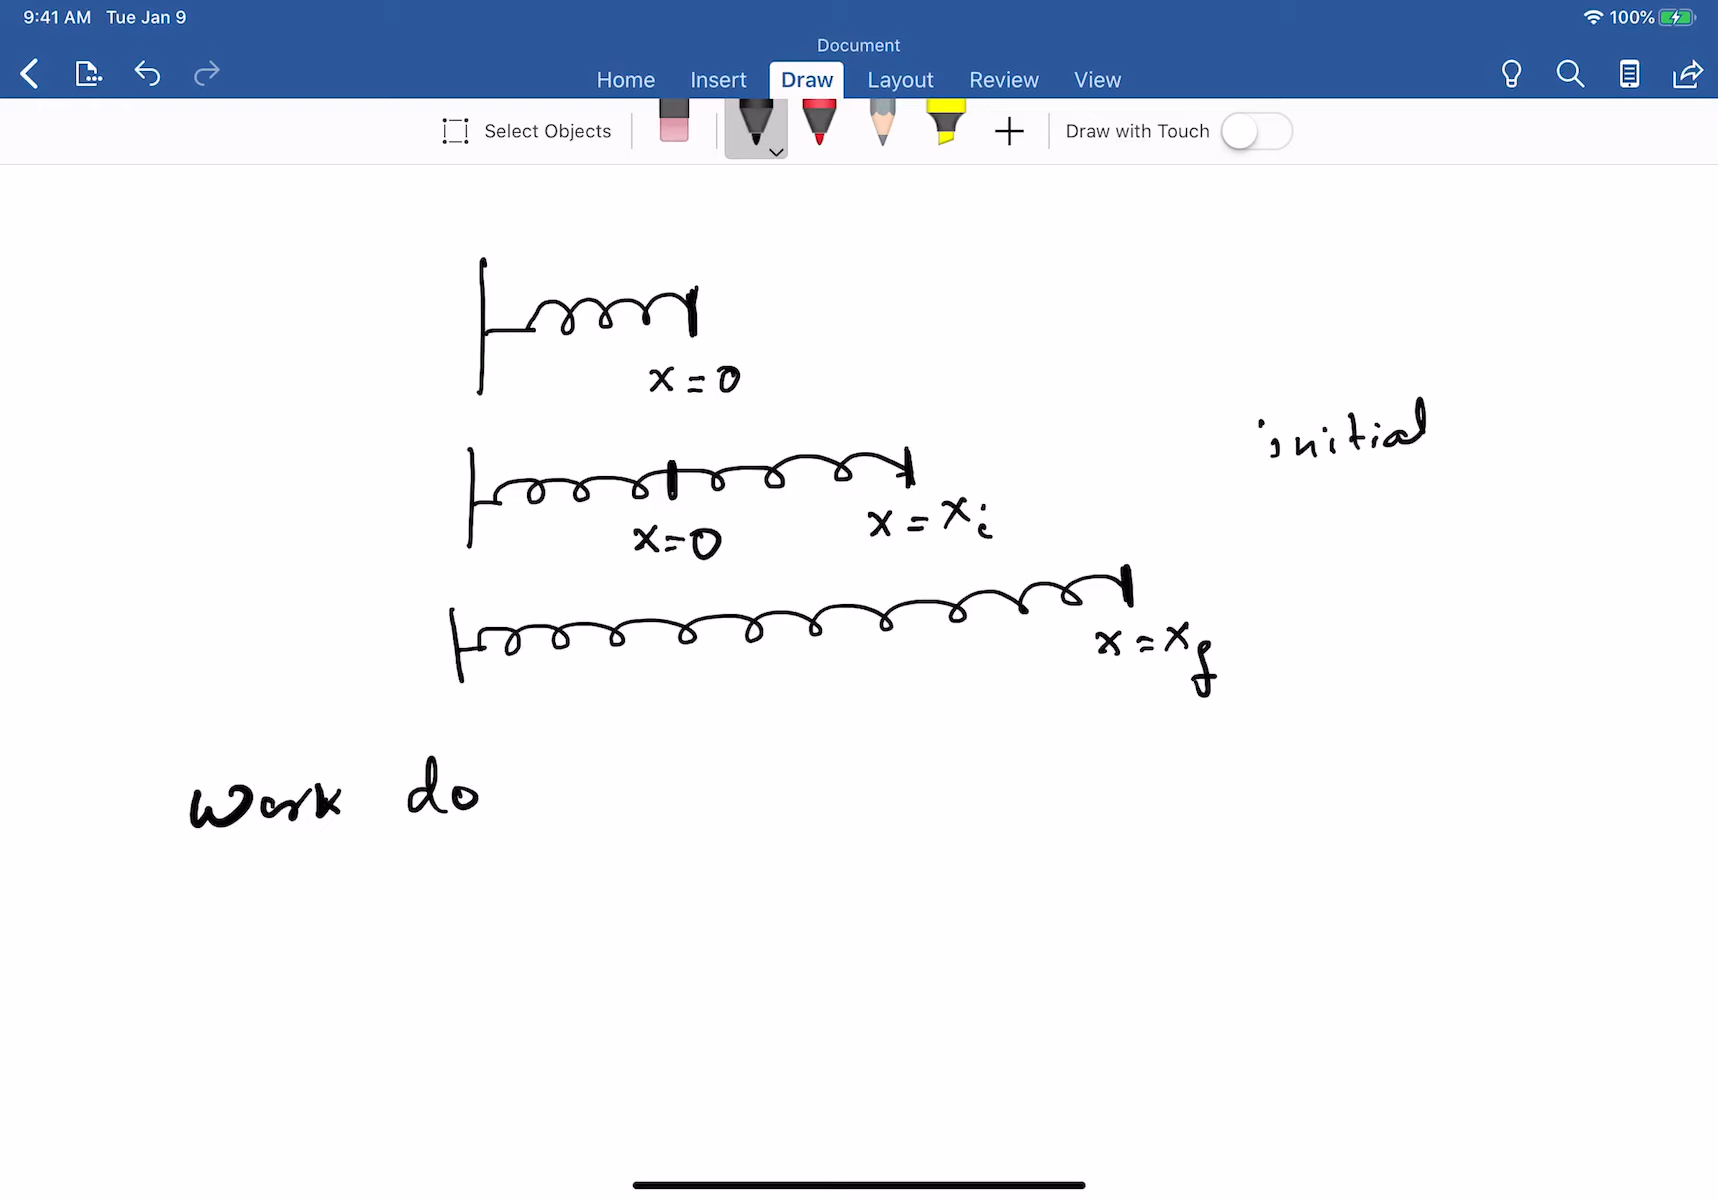 9:41 AM Tue Jan 9 100%
Document
Home Insert Draw Layout Review View
Select Objects Draw with Touch
x = 0
initial
x = xi
x = 0
x = xf
Work do